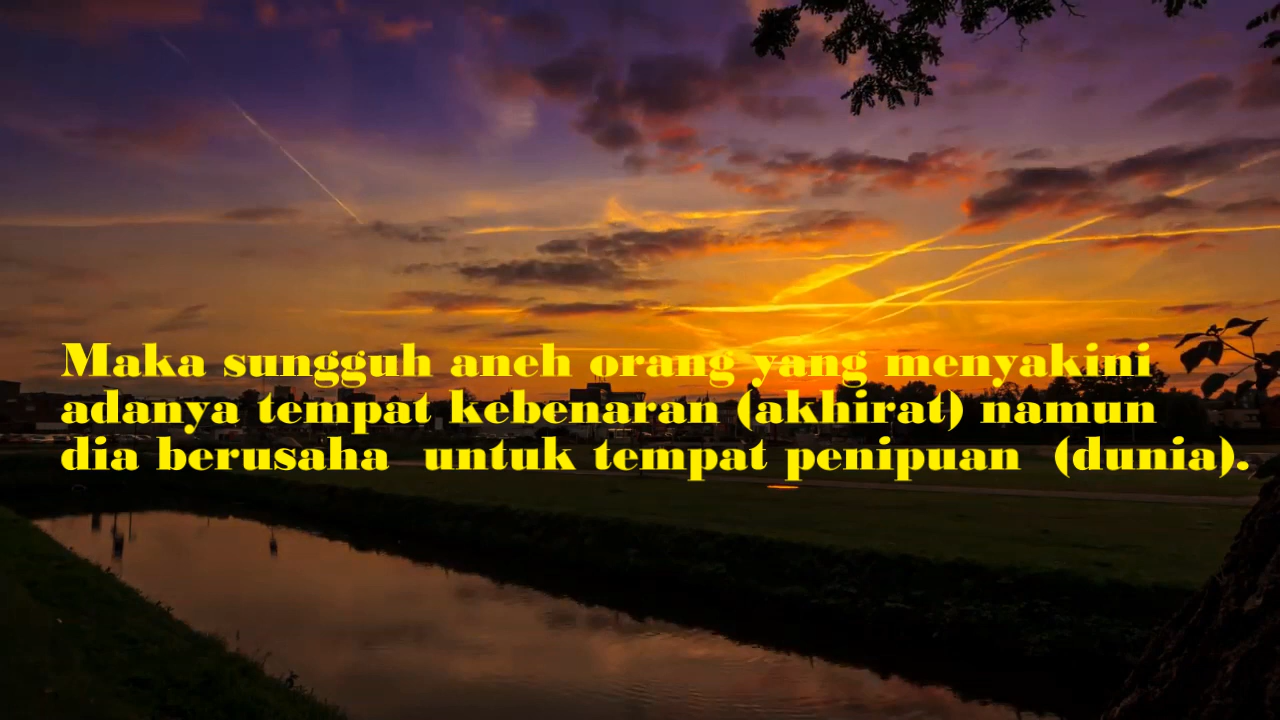 Maka sungguh aneh orang yang menyakini
adanya tempat kebenaran (akhirat) namun
dia berusaha  untuk tempat penipuan  (dunia).